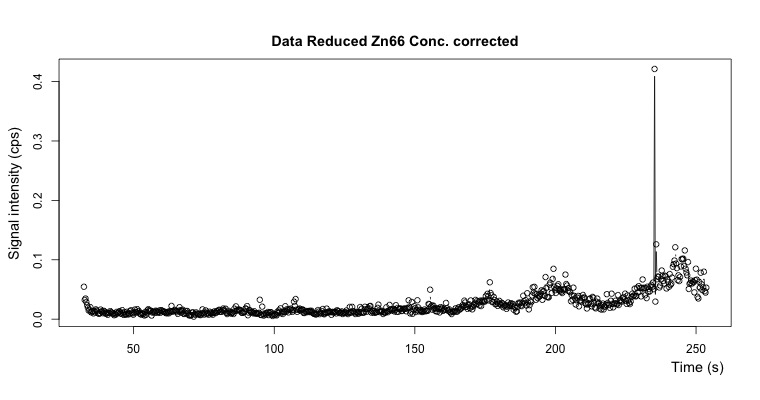 Data Reduced Zn66 Conc. corrected
Signal intensity (cps)
0.4
0.3
0.2
0.1
0.0
50 100 150 200 250
Time (s)